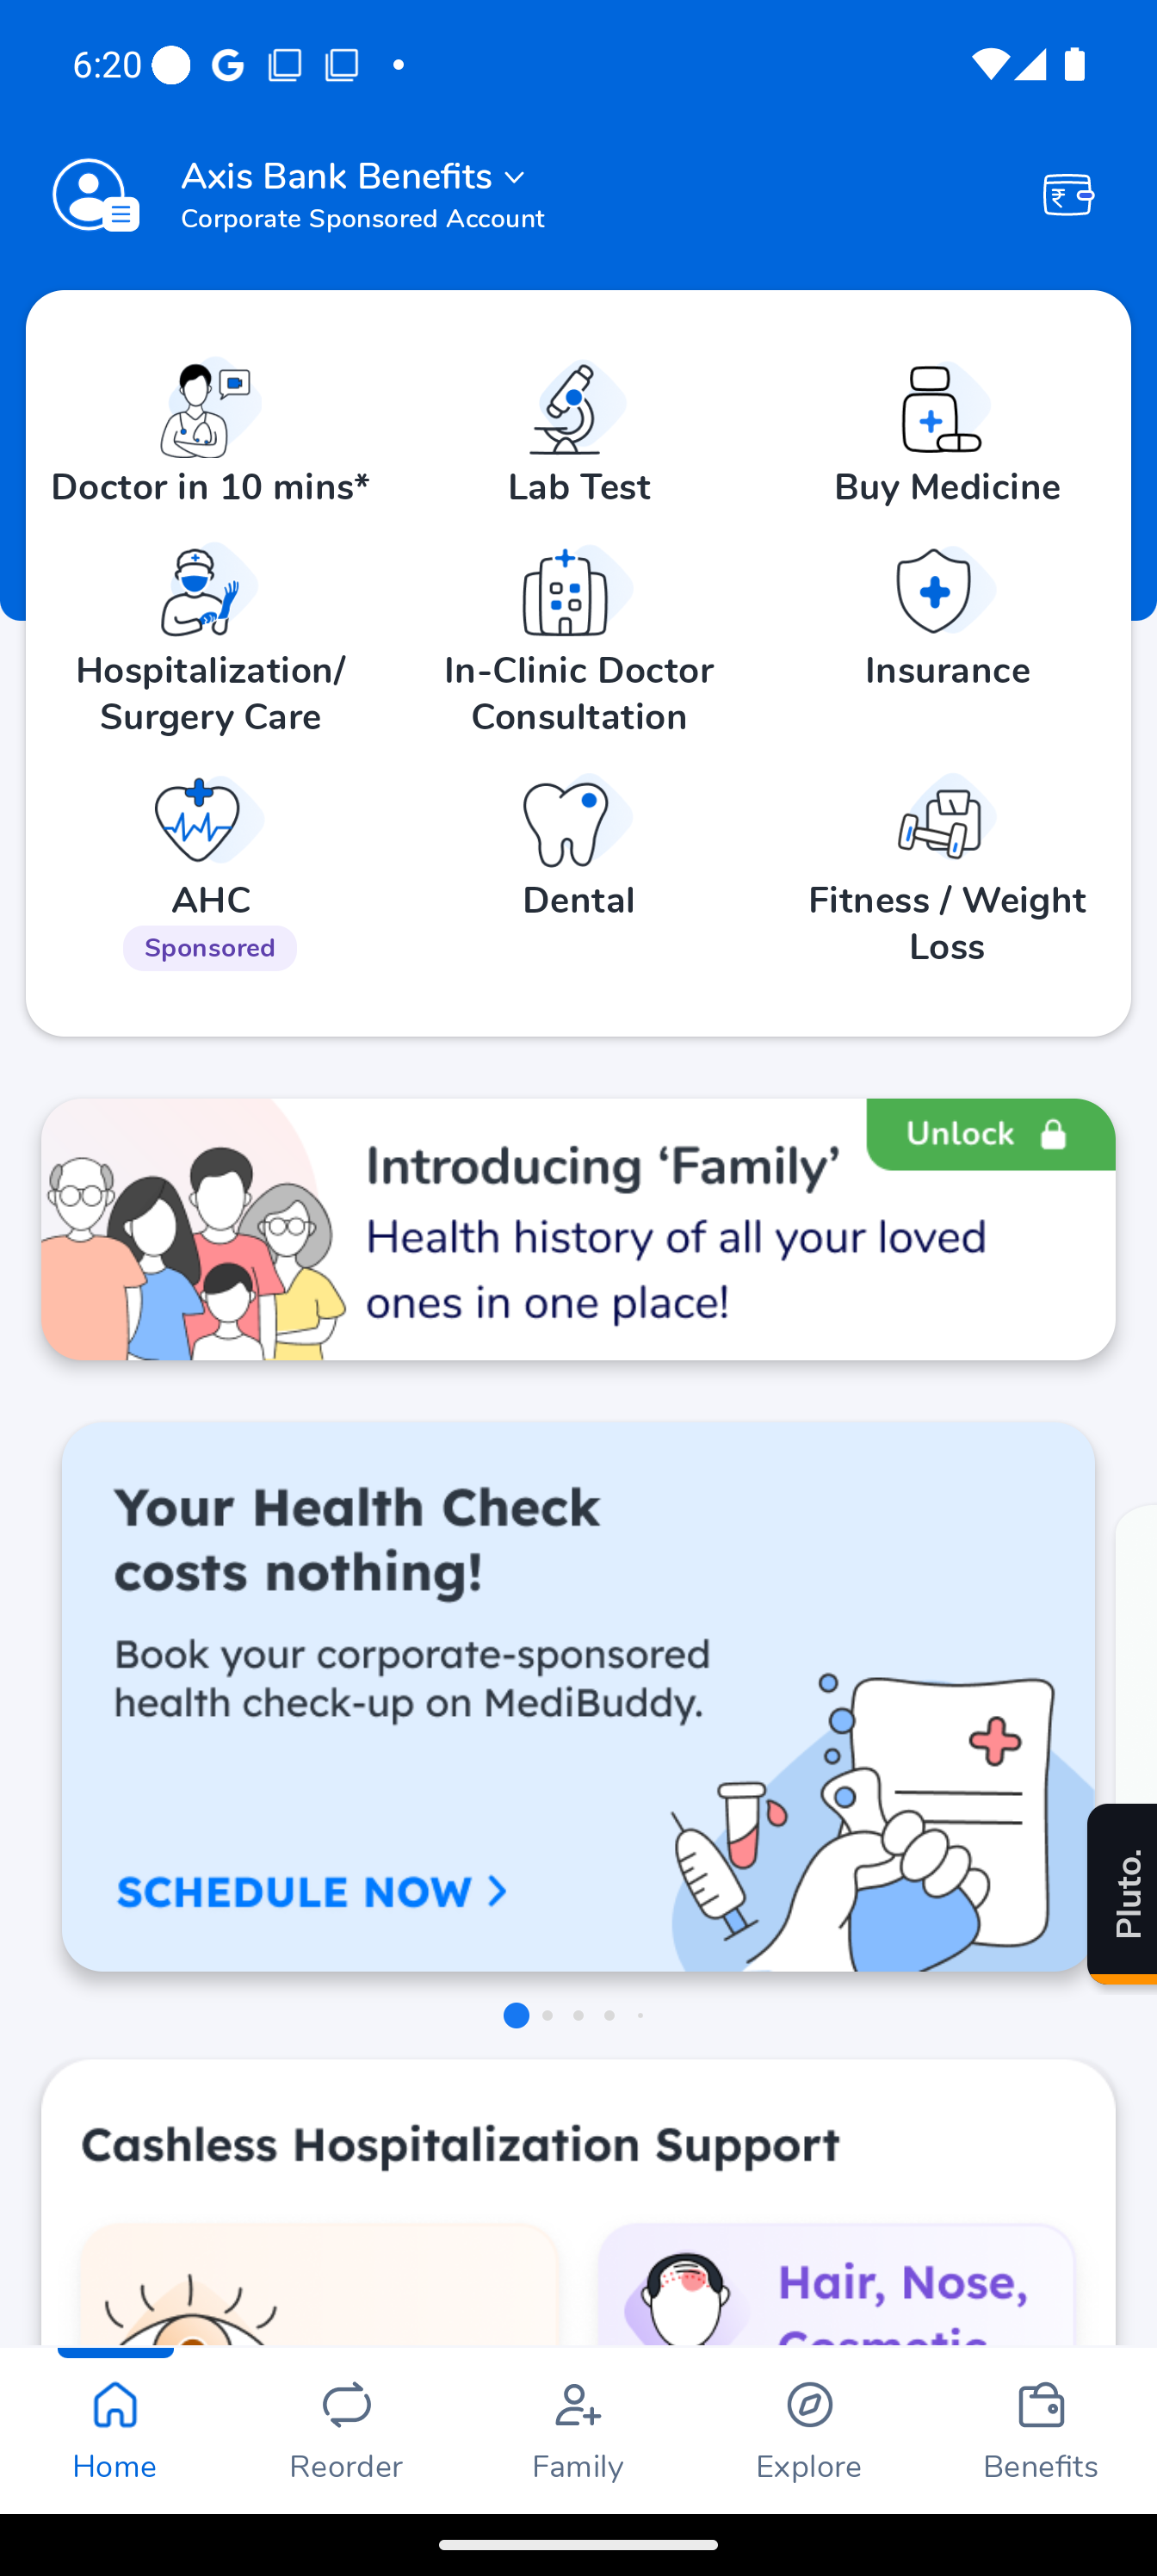 6:20
Axis Bank Benefits
Corporate Sponsored Account
Doctor in 10 mins*
Lab Test
Buy Medicine
Hospitalization/
Surgery Care
In-Clinic Doctor
Consultation
Insurance
AHC
Sponsored
Dental
Fitness / Weight
Loss
Unlock
Introducing ‘Family’
Health history of all your loved
ones in one place!
Your Health Check
costs nothing!
Book your corporate-sponsored
health check-up on MediBuddy.
SCHEDULE NOW
Pluto.
Cashless Hospitalization Support
Hair, Nose,
Cosmetic
Home
Reorder
Family
Explore
Benefits